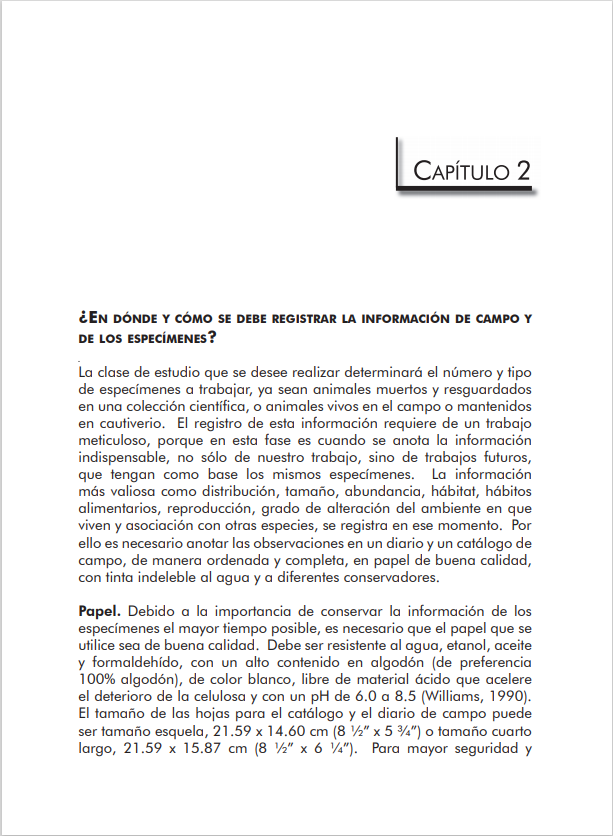 CAPÍTULO 2
¿EN DÓNDE Y CÓMO SE DEBE REGISTRAR LA INFORMACIÓN DE CAMPO Y
DE LOS ESPECÍMENES?
.
La clase de estudio que se desee realizar determinará el número y tipo
de especímenes a trabajar, ya sean animales muertos y resguardados
en una colección científica, o animales vivos en el campo o mantenidos
en cautiverio. El registro de esta información requiere de un trabajo
meticuloso, porque en esta fase es cuando se anota la información
indispensable, no sólo de nuestro trabajo, sino de trabajos futuros,
que tengan como base los mismos especímenes. La información
más valiosa como distribución, tamaño, abundancia, hábitat, hábitos
alimentarios, reproducción, grado de alteración del ambiente en que
viven y asociación con otras especies, se registra en ese momento. Por
ello es necesario anotar las observaciones en un diario y un catálogo de
campo, de manera ordenada y completa, en papel de buena calidad,
con tinta indeleble al agua y a diferentes conservadores.
Papel. Debido a la importancia de conservar la información de los
especímenes el mayor tiempo posible, es necesario que el papel que se
utilice sea de buena calidad. Debe ser resistente al agua, etanol, aceite
y formaldehído, con un alto contenido en algodón (de preferencia
100% algodón), de color blanco, libre de material ácido que acelere
el deterioro de la celulosa y con un pH de 6.0 a 8.5 (Williams, 1990).
El tamaño de las hojas para el catálogo y el diario de campo puede
ser tamaño esquela, 21.59 x 14.60 cm (8 ½” x 5 ¾”) o tamaño cuarto
largo, 21.59 x 15.87 cm (8 ½” x 6 ¼”). Para mayor seguridad y